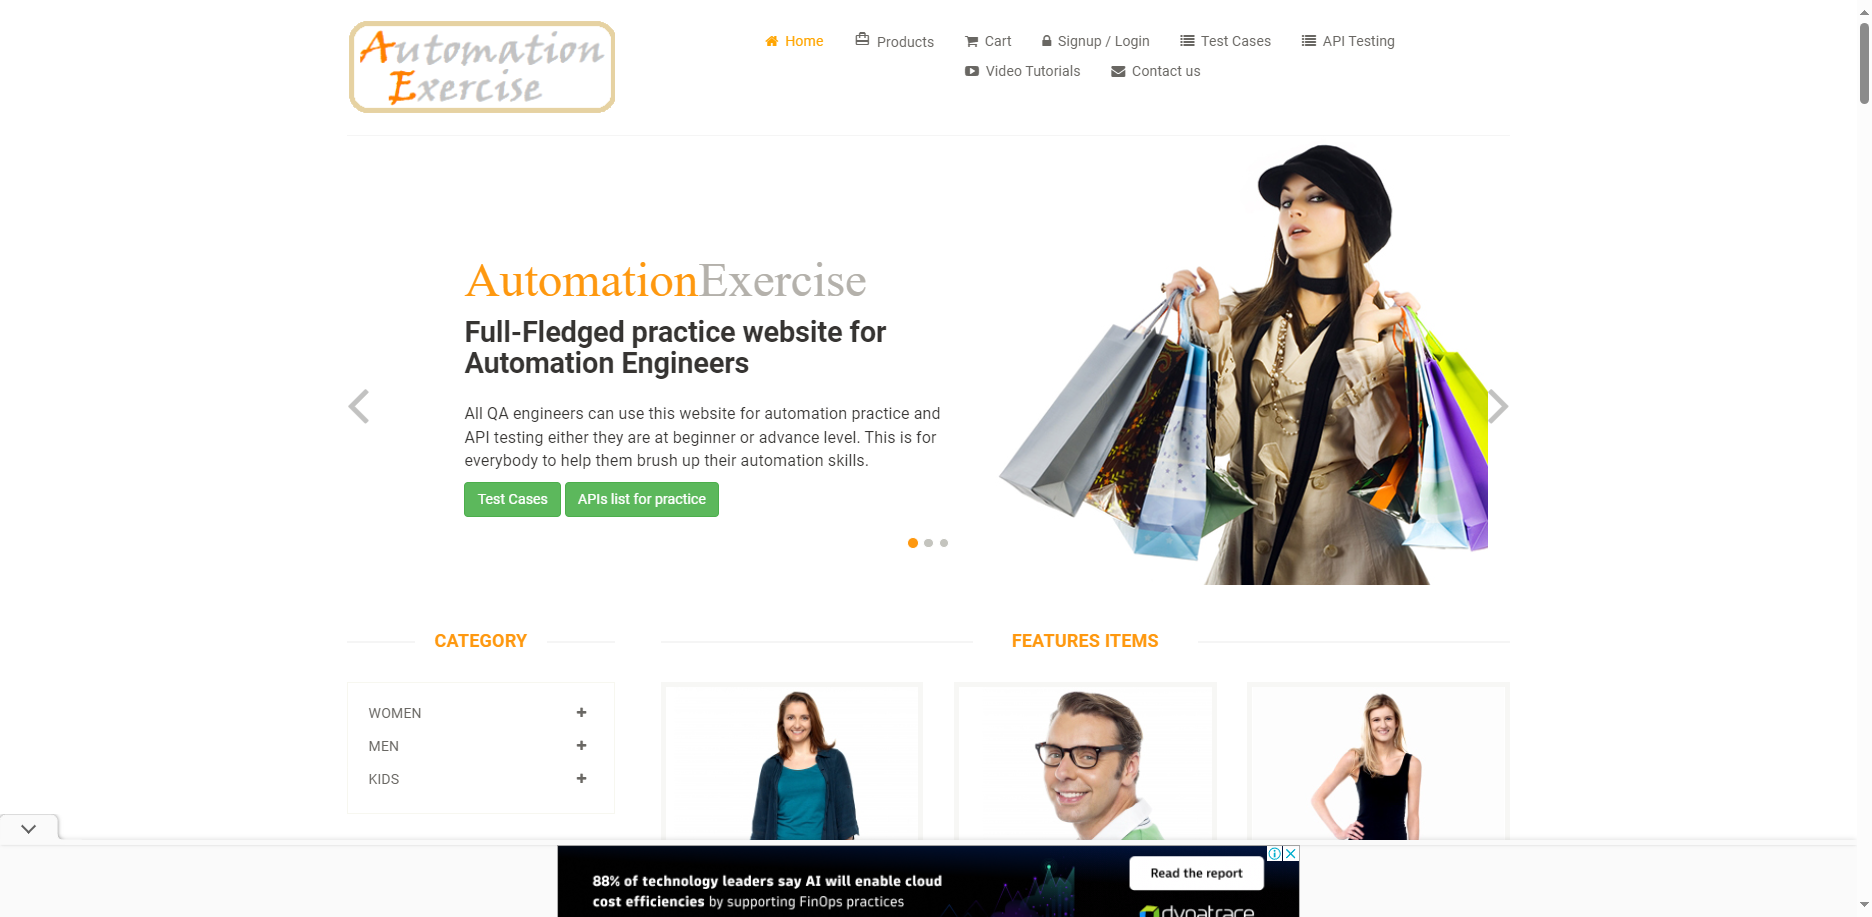 Automation
Exercise
Home
Products
Cart
Signup / Login
Test Cases
API Testing
Video Tutorials
Contact us
AutomationExercise
Full-Fledged practice website for
Automation Engineers
All QA engineers can use this website for automation practice and
API testing either they are at beginner or advance level. This is for
everybody to help them brush up their automation skills.
Test Cases
APIs list for practice
CATEGORY
FEATURES ITEMS
WOMEN
MEN
KIDS
88% of technology leaders say AI will enable cloud
cost efficiencies by supporting FinOps practices
Read the report
dynatrace